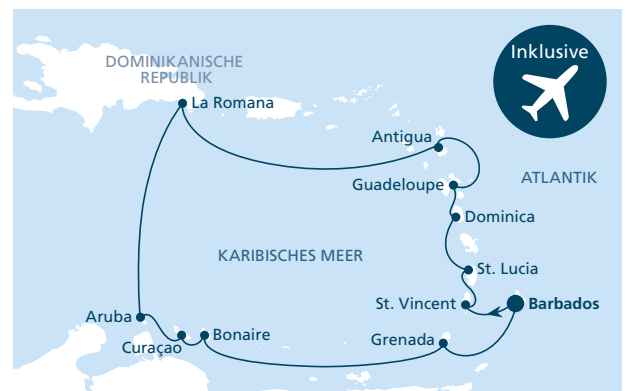 Inklusive
DOMINIKANISCHE
REPUBLIK
La Romana
Antigua
Guadeloupe
ATLANTIK
Dominica
KARIBISCHES MEER
St. Lucia
St. Vincent
Barbados
Aruba
Bonaire
Curaçao
Grenada